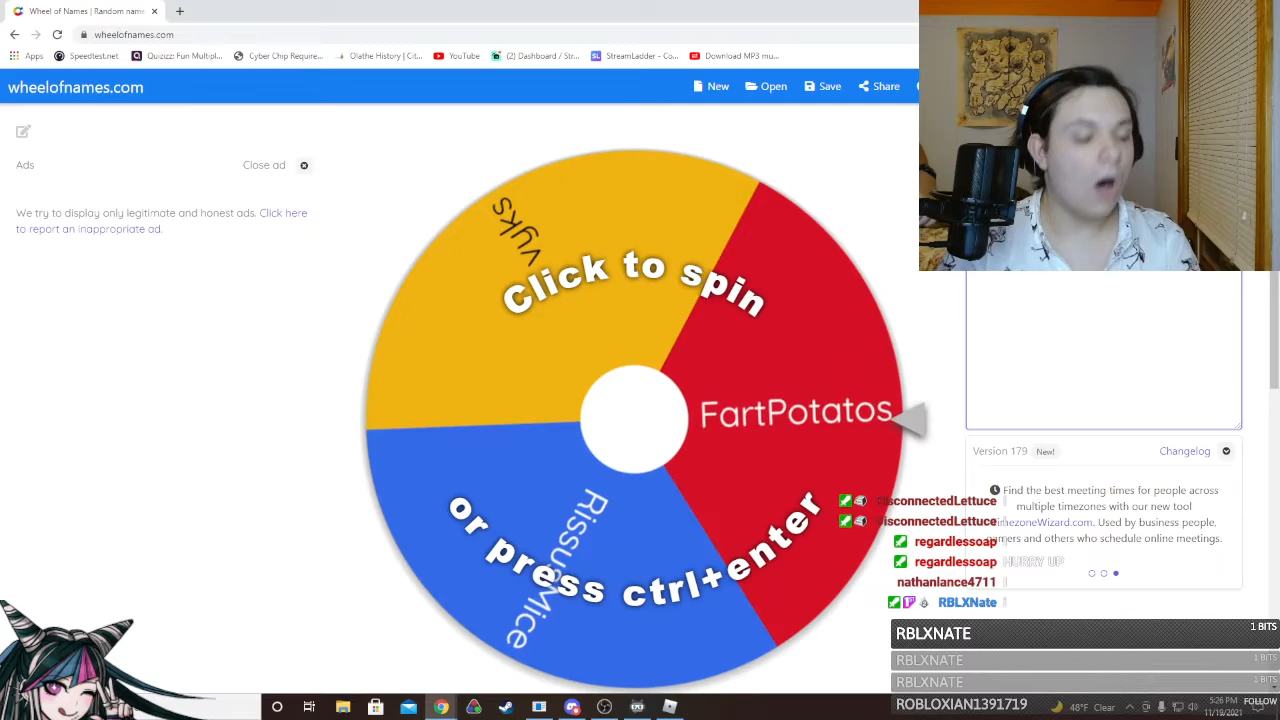 Wheel of Names | Random name
wheelofnames.com
Apps
Speedtest.net
Quizizz: Fun Multipl...
Cyber Chip Require...
Olathe History | Cit...
YouTube
(2) Dashboard / Str...
StreamLadder - Co...
Download MP3 mu...
wheelofnames.com
New
Open
Save
Share
Ads
Close ad
We try to display only legitimate and honest ads. Click here
to report an inappropriate ad.
vyks
Click to spin
FartPotatos
RissuaMice
or press ctrl+enter
Version 179
New!
Changelog
Find the best meeting times for people across
multiple timezones with our new tool
TimezoneWizard.com. Used by business people,
gamers and others who schedule online meetings.
DisconnectedLettuce
DisconnectedLettuce
regardlessoap
regardlessoap HURRY UP
nathanlance4711
RBLXNate
RBLXNATE 1 BITS
RBLXNATE 1 BITS
RBLXNATE 1 BITS
ROBLOXIAN1391719 FOLLOW
48°F Clear
5:26 PM
11/19/2021